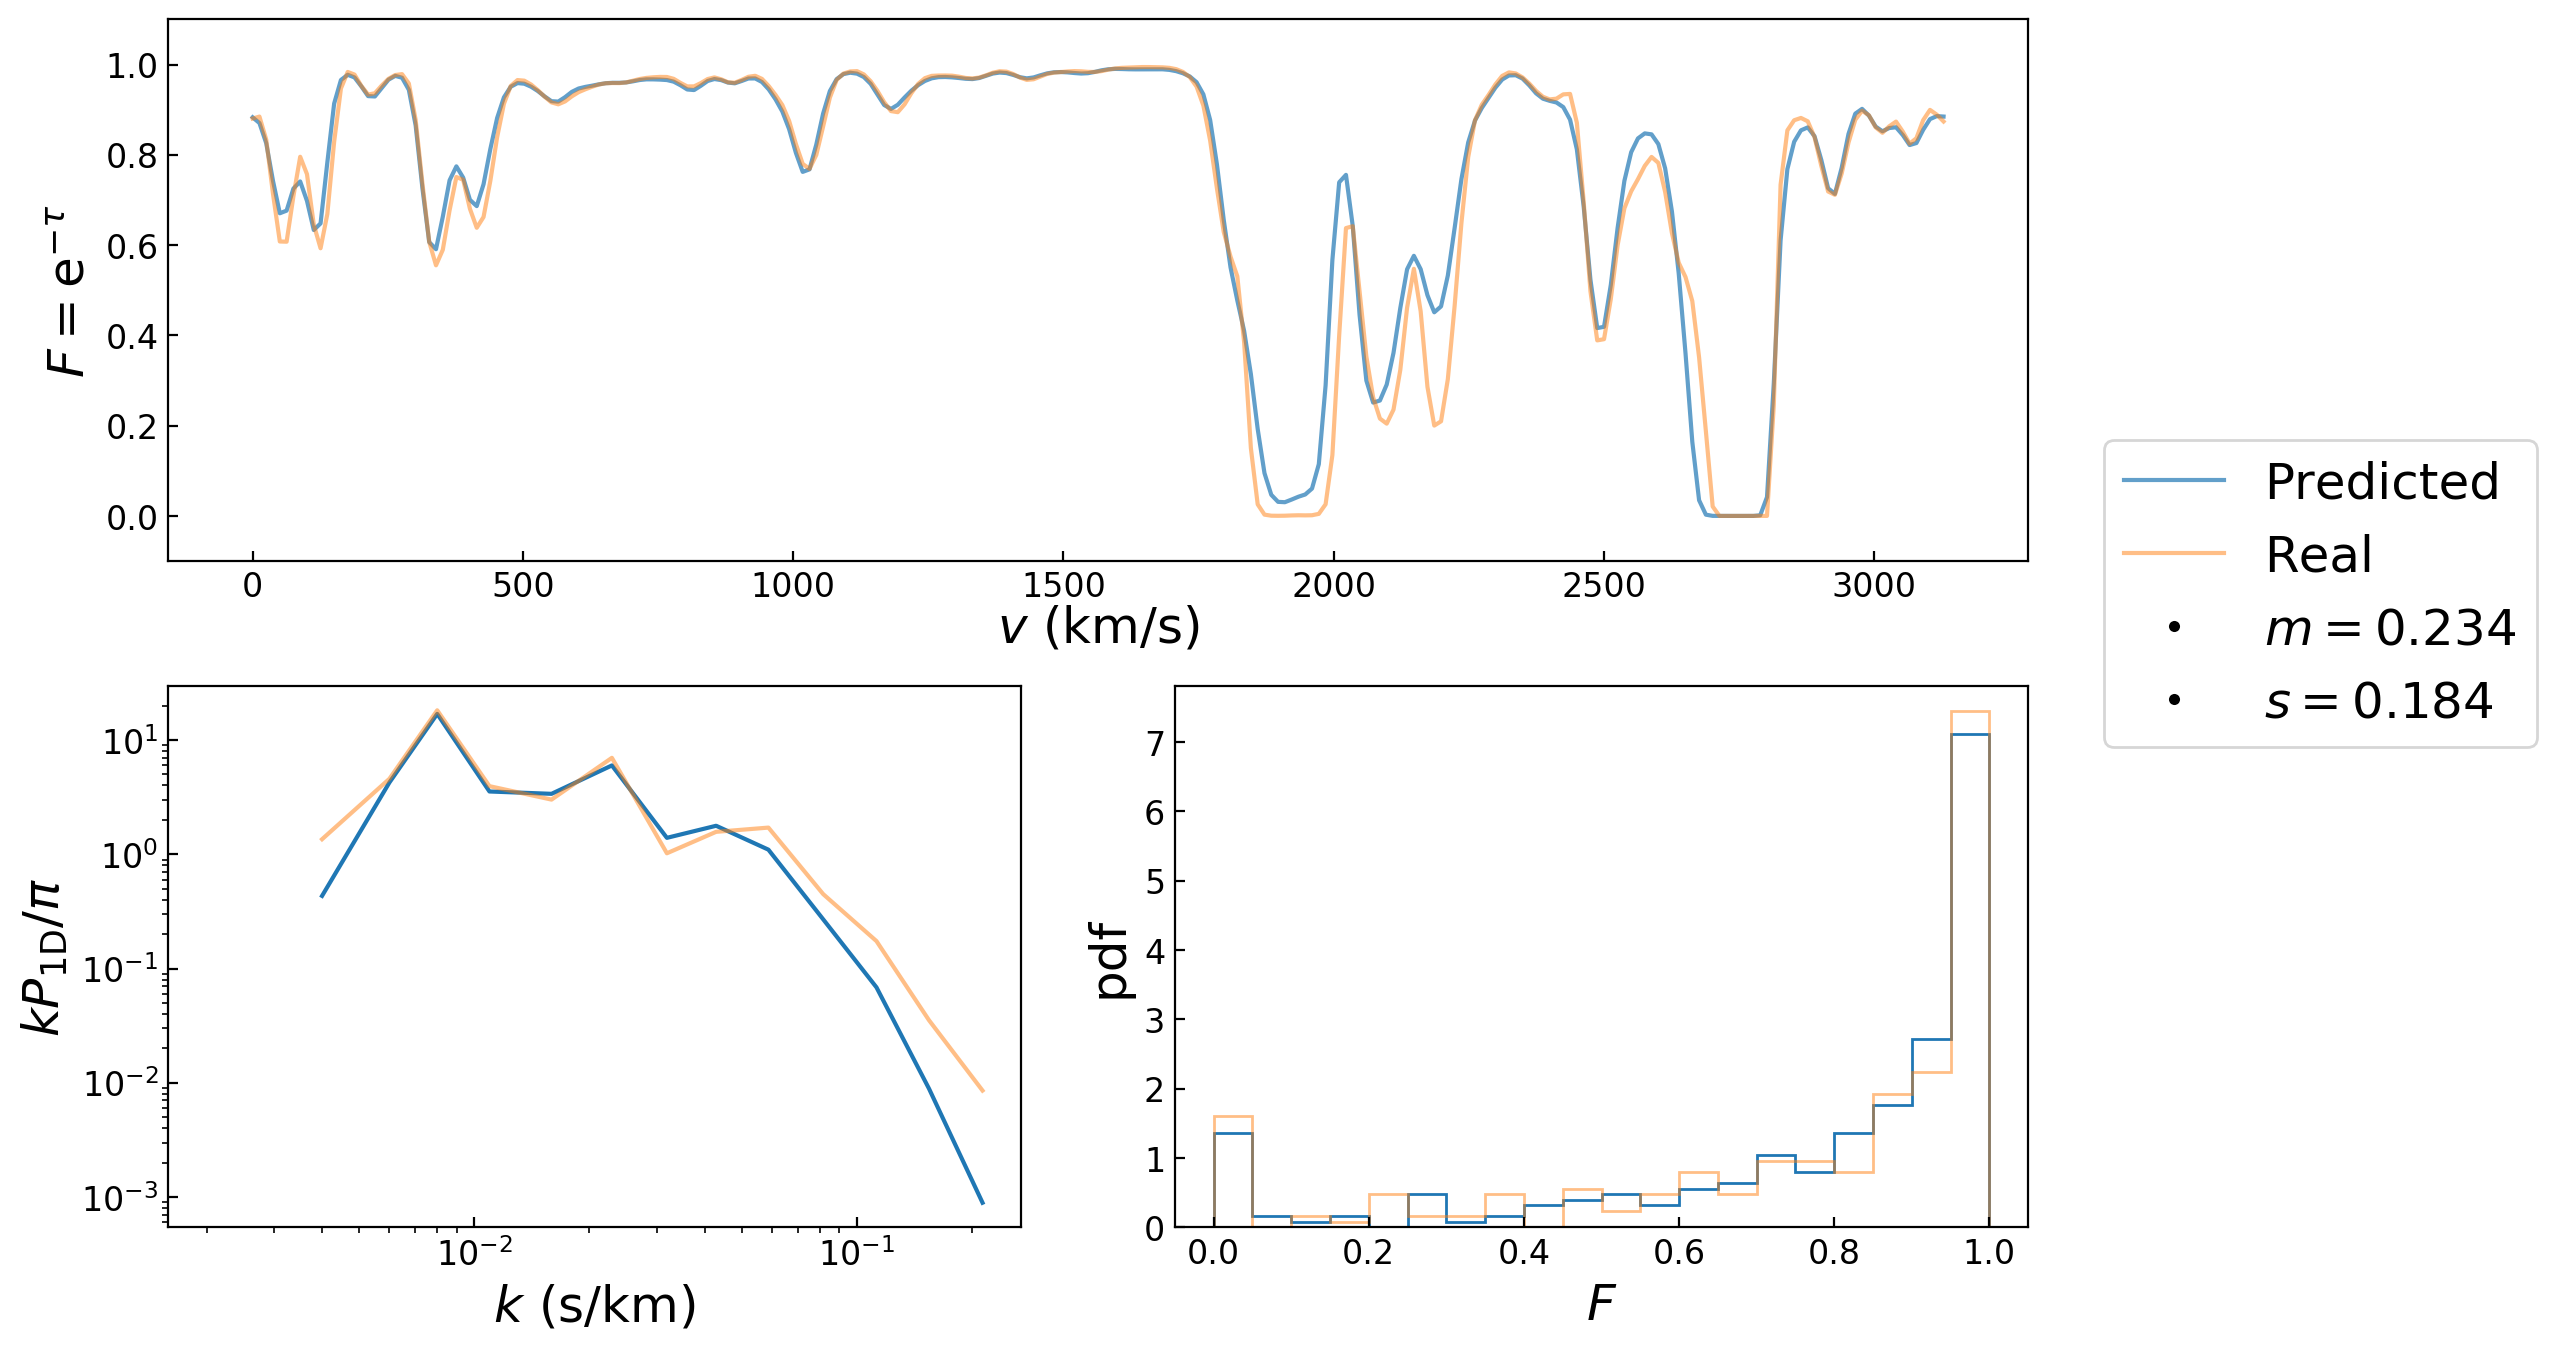 F = e^{−τ}
1.0
0.8
0.6
0.4
0.2
0.0
0 500 1000 1500 2000 2500 3000
v (km/s)
Predicted
Real
m = 0.234
s = 0.184
kP_{1D}/π
10^1
10^0
10^{−1}
10^{−2}
10^{−3}
10^{−2} 10^{−1}
k (s/km)
pdf
7
6
5
4
3
2
1
0
0.0 0.2 0.4 0.6 0.8 1.0
F